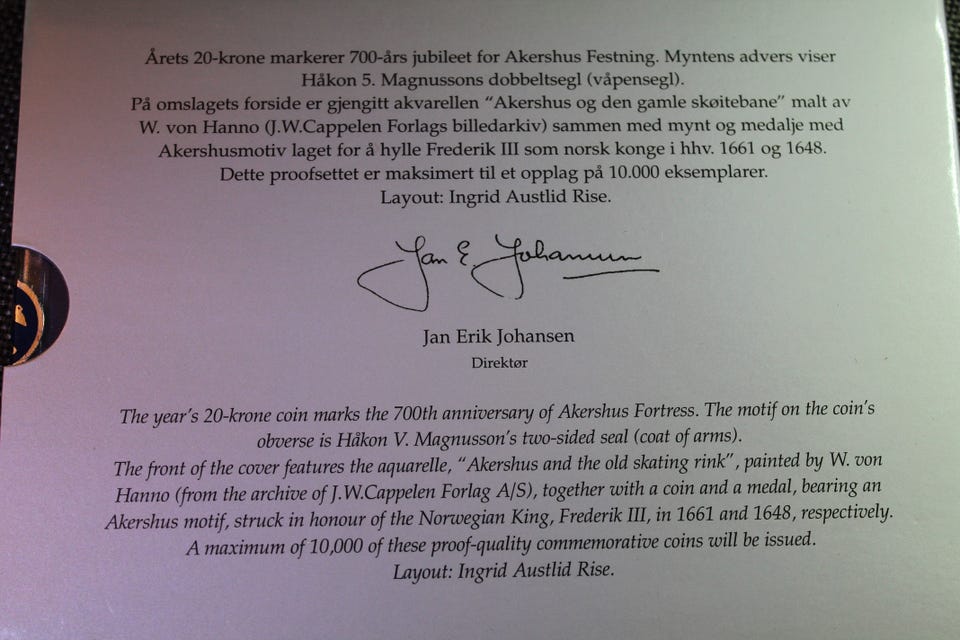 Årets 20-krone markerer 700-års jubileet for Akershus Festning. Myntens advers viser
Håkon 5. Magnussons dobbeltsegl (våpensegl).
På omslagets forside er gjengitt akvarellen “Akershus og den gamle skøitebane” malt av
W. von Hanno (J.W.Cappelen Forlags billedarkiv) sammen med mynt og medalje med
Akershusmotiv laget for å hylle Frederik III som norsk konge i hhv. 1661 og 1648.
Dette proofsettet er maksimert til et opplag på 10.000 eksemplarer.
Layout: Ingrid Austlid Rise.
Jan E. Johansen
Jan Erik Johansen
Direktør
The year's 20-krone coin marks the 700th anniversary of Akershus Fortress. The motif on the coin's
obverse is Håkon V. Magnusson's two-sided seal (coat of arms).
The front of the cover features the aquarelle, “Akershus and the old skating rink”, painted by W. von
Hanno (from the archive of J.W.Cappelen Forlag A/S), together with a coin and a medal, bearing an
Akershus motif, struck in honour of the Norwegian King, Frederik III, in 1661 and 1648, respectively.
A maximum of 10,000 of these proof-quality commemorative coins will be issued.
Layout: Ingrid Austlid Rise.